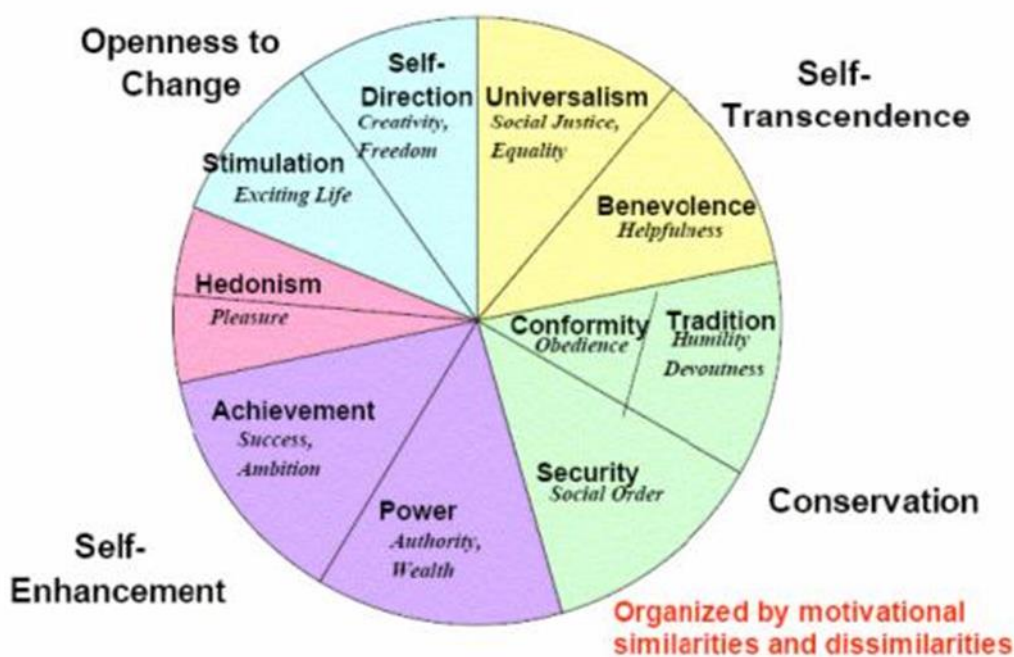 Openness to
Change
Self-
Transcendence
Self-
Direction
Creativity,
Freedom
Universalism
Social Justice,
Equality
Stimulation
Exciting Life
Benevolence
Helpfulness
Hedonism
Pleasure
Conformity
Obedience
Tradition
Humility
Devoutness
Achievement
Success,
Ambition
Security
Social Order
Power
Authority,
Wealth
Conservation
Self-
Enhancement
Organized by motivational
similarities and dissimilarities